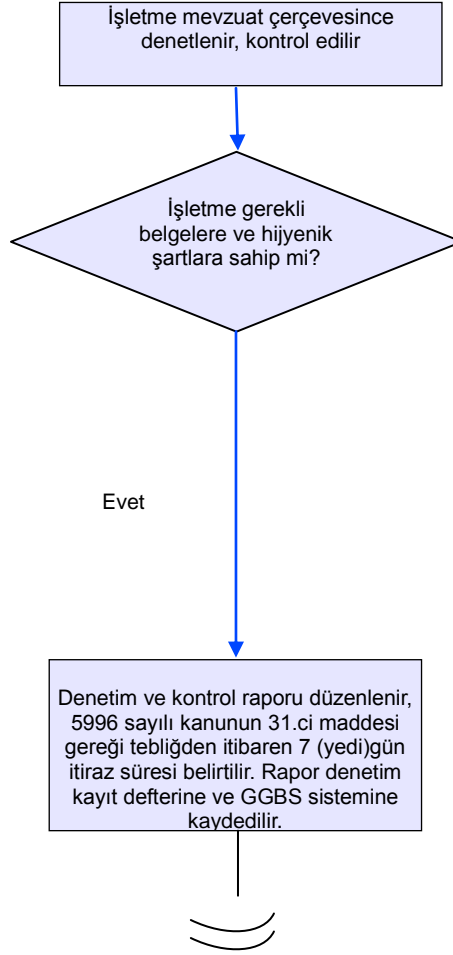 İşletme mevzuat çerçevesince
denetlenir, kontrol edilir
İşletme gerekli
belgelere ve hijyenik
şartlara sahip mi?
Evet
Denetim ve kontrol raporu düzenlenir,
5996 sayılı kanunun 31.ci maddesi
gereği tebliğden itibaren 7 (yedi)gün
itiraz süresi belirtilir. Rapor denetim
kayıt defterine ve GGBS sistemine
kaydedilir.